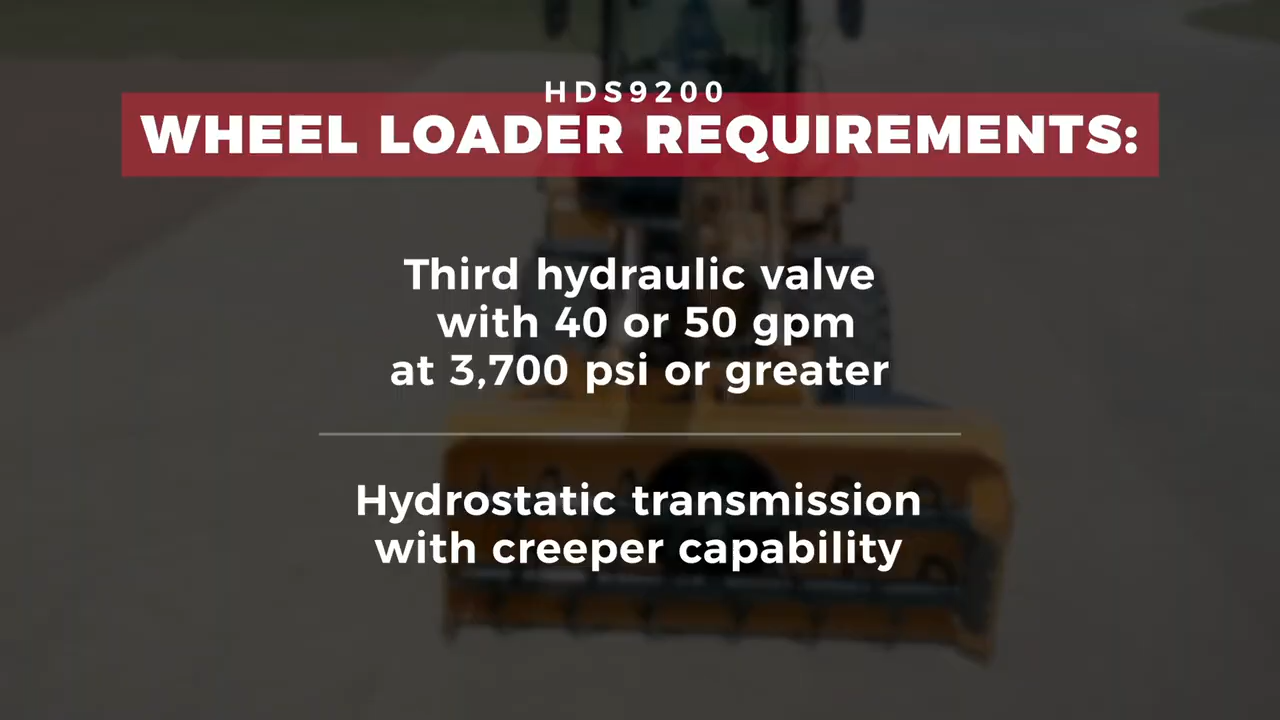 HDS9200
WHEEL LOADER REQUIREMENTS:
Third hydraulic valve
with 40 or 50 gpm
at 3,700 psi or greater
Hydrostatic transmission
with creeper capability